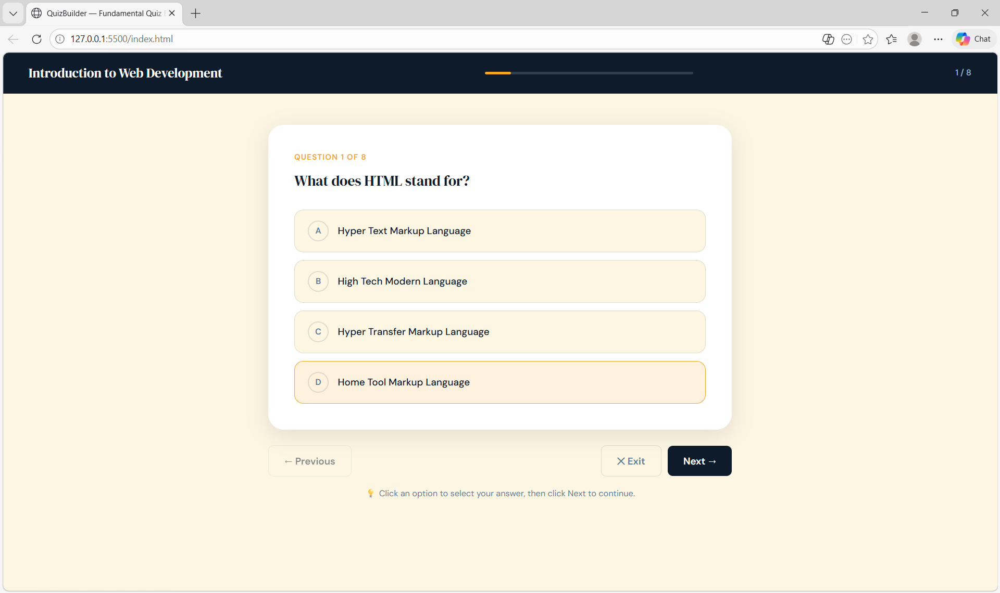 QuizBuilder — Fundamental Quiz
127.0.0.1:5500/index.html
Chat
Introduction to Web Development
1 / 8
QUESTION 1 OF 8
What does HTML stand for?
A Hyper Text Markup Language
B High Tech Modern Language
C Hyper Transfer Markup Language
D Home Tool Markup Language
← Previous
✕ Exit
Next →
💡 Click an option to select your answer, then click Next to continue.